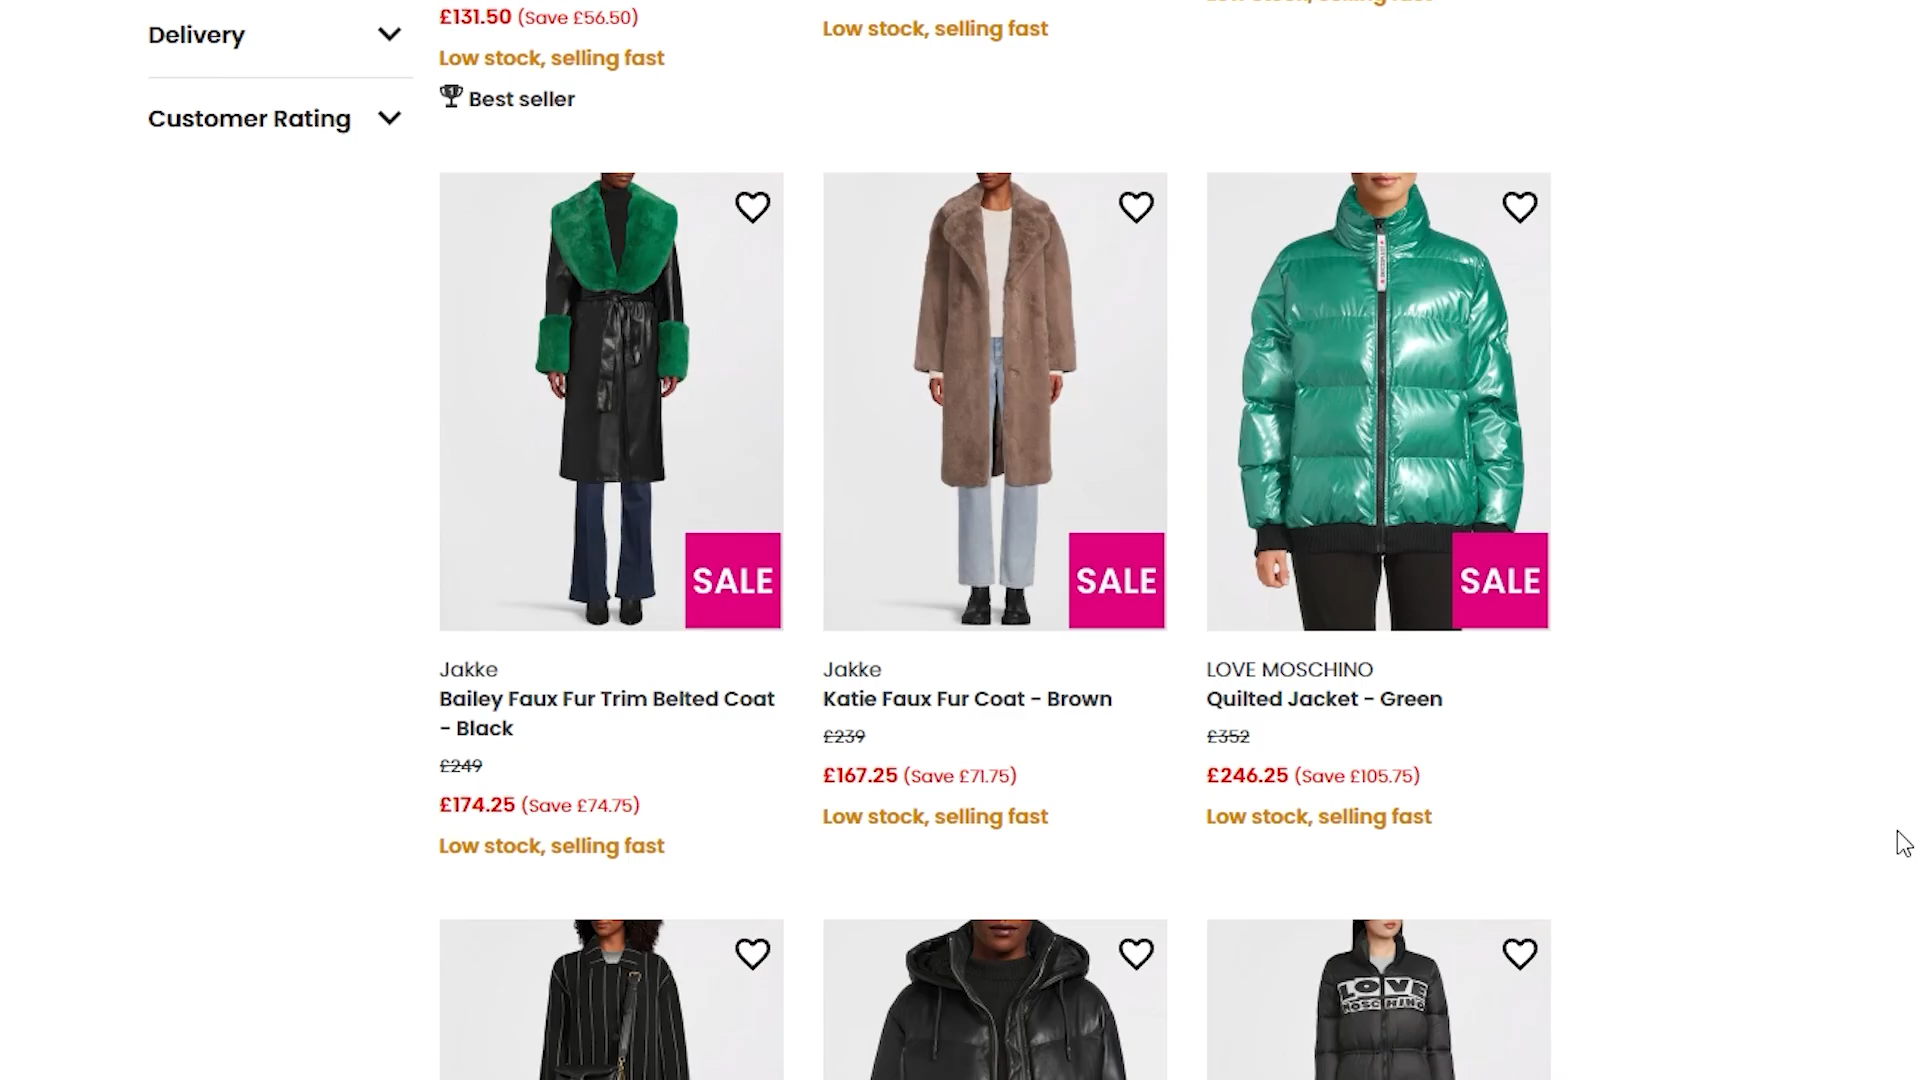 Delivery
Customer Rating
£131.50 (Save £56.50)
Low stock, selling fast
Best seller
Low stock, selling fast
SALE
Jakke
Bailey Faux Fur Trim Belted Coat
- Black
£249
£174.25 (Save £74.75)
Low stock, selling fast
SALE
Jakke
Katie Faux Fur Coat - Brown
£239
£167.25 (Save £71.75)
Low stock, selling fast
SALE
LOVE MOSCHINO
Quilted Jacket - Green
£352
£246.25 (Save £105.75)
Low stock, selling fast
LOVE
MOSCHINO